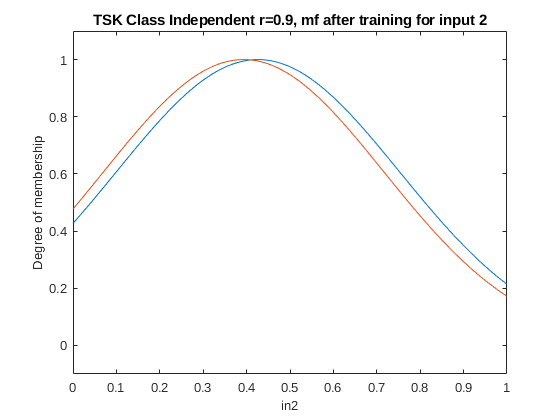 TSK Class Independent r=0.9, mf after training for input 2
Degree of membership
1
0.8
0.6
0.4
0.2
0
0 0.1 0.2 0.3 0.4 0.5 0.6 0.7 0.8 0.9 1
in2